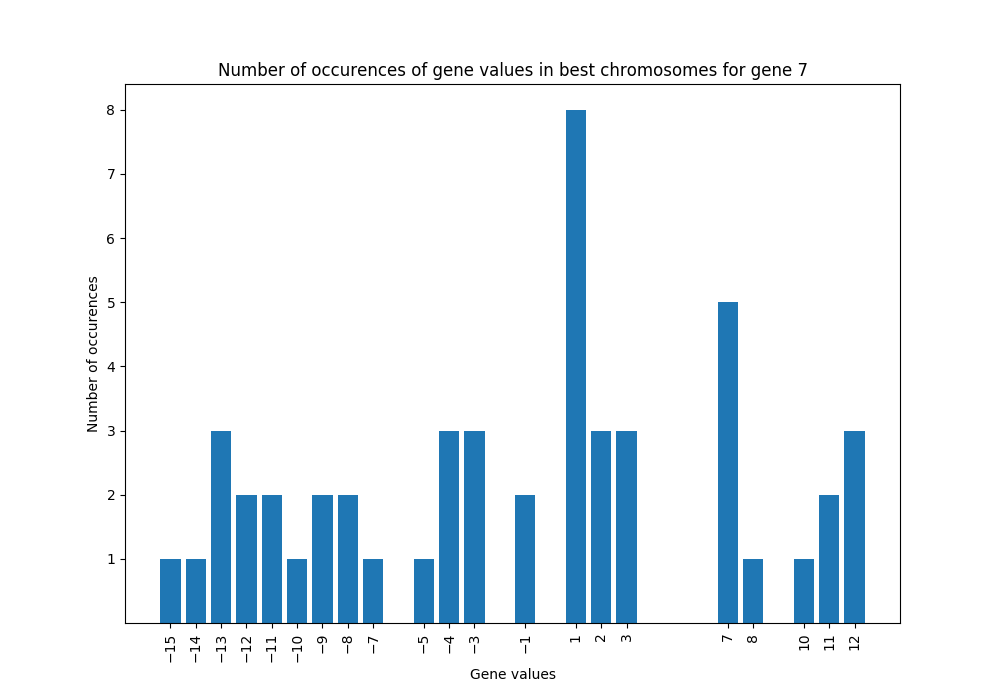 Number of occurences of gene values in best chromosomes for gene 7
8
7
6
5
4
3
2
1
Number of occurences
−15 −14 −13 −12 −11 −10 −9 −8 −7 −5 −4 −3 −1 1 2 3 7 8 10 11 12
Gene values